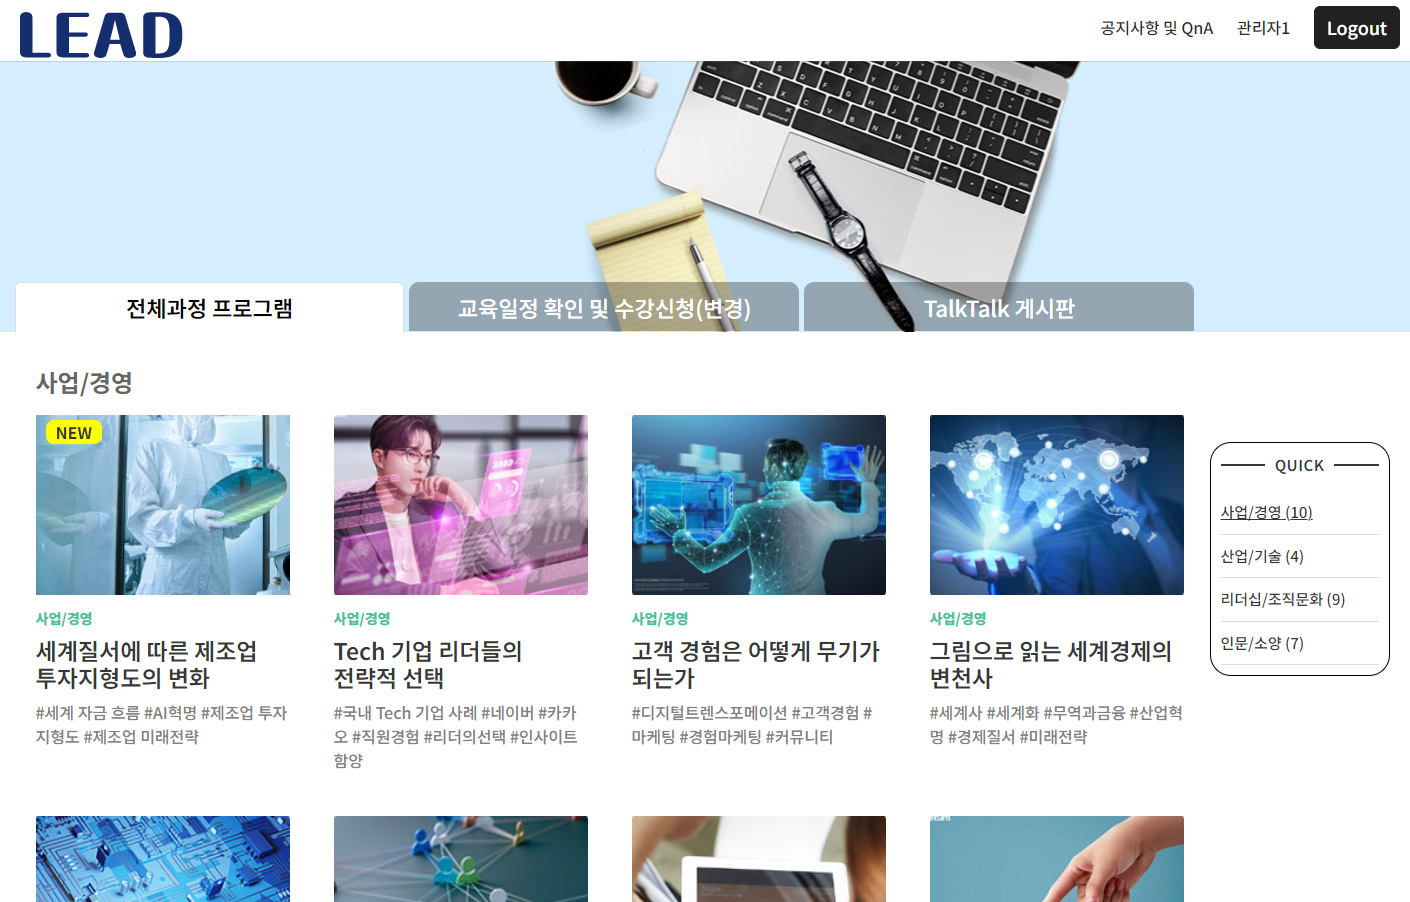 LEAD
공지사항 및 QnA 관리자1 Logout
전체과정 프로그램 교육일정 확인 및 수강신청(변경) TalkTalk 게시판
사업/경영
NEW
사업/경영
세계질서에 따른 제조업
투자지형도의 변화
#세계 자금 흐름 #AI혁명 #제조업 투자
지형도 #제조업 미래전략
사업/경영
Tech 기업 리더들의
전략적 선택
#국내 Tech 기업 사례 #네이버 #카카
오 #직원경험 #리더의선택 #인사이트
함양
사업/경영
고객 경험은 어떻게 무기가
되는가
#디지털트렌스포메이션 #고객경험 #
마케팅 #경험마케팅 #커뮤니티
사업/경영
그림으로 읽는 세계경제의
변천사
#세계사 #세계화 #무역과금융 #산업혁
명 #경제질서 #미래전략
QUICK
사업/경영 (10)
산업/기술 (4)
리더십/조직문화 (9)
인문/소양 (7)